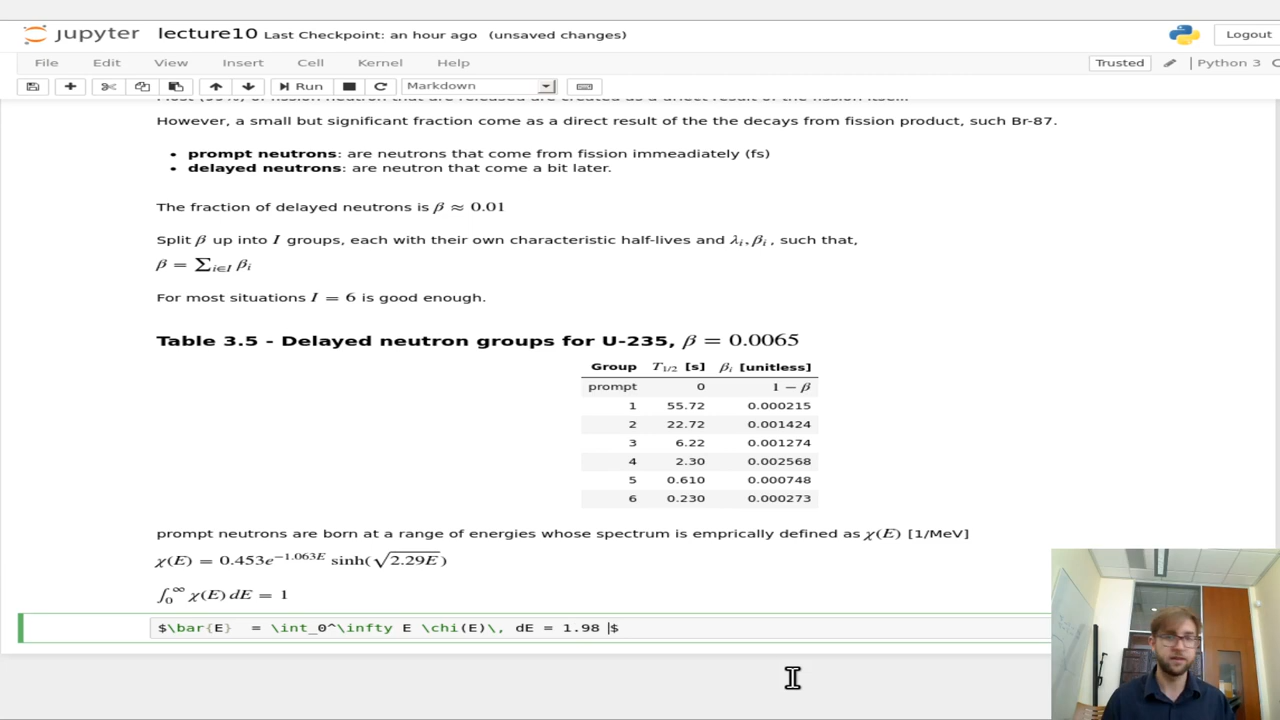 jupyter lecture10 Last Checkpoint: an hour ago (unsaved changes) Logout
File Edit View Insert Cell Kernel Help Trusted Python 3
Run Markdown
However, a small but significant fraction come as a direct result of the the decays from fission product, such Br-87.
• prompt neutrons: are neutrons that come from fission immeadiately (fs)
• delayed neutrons: are neutron that come a bit later.
The fraction of delayed neutrons is β ≈ 0.01
Split β up into I groups, each with their own characteristic half-lives and λᵢ, βᵢ, such that,
β = ∑ᵢ∈I βᵢ
For most situations I = 6 is good enough.
Table 3.5 - Delayed neutron groups for U-235, β = 0.0065
Group T₁/₂ [s] βᵢ [unitless]
prompt 0 1 − β
1 55.72 0.000215
2 22.72 0.001424
3 6.22 0.001274
4 2.30 0.002568
5 0.610 0.000748
6 0.230 0.000273
prompt neutrons are born at a range of energies whose spectrum is emprically defined as χ(E) [1/MeV]
χ(E) = 0.453e^−1.063E sinh(√2.29E)
∫₀^∞ χ(E) dE = 1
$\bar{E} = \int_0^\infty E \chi(E)\, dE = 1.98 $